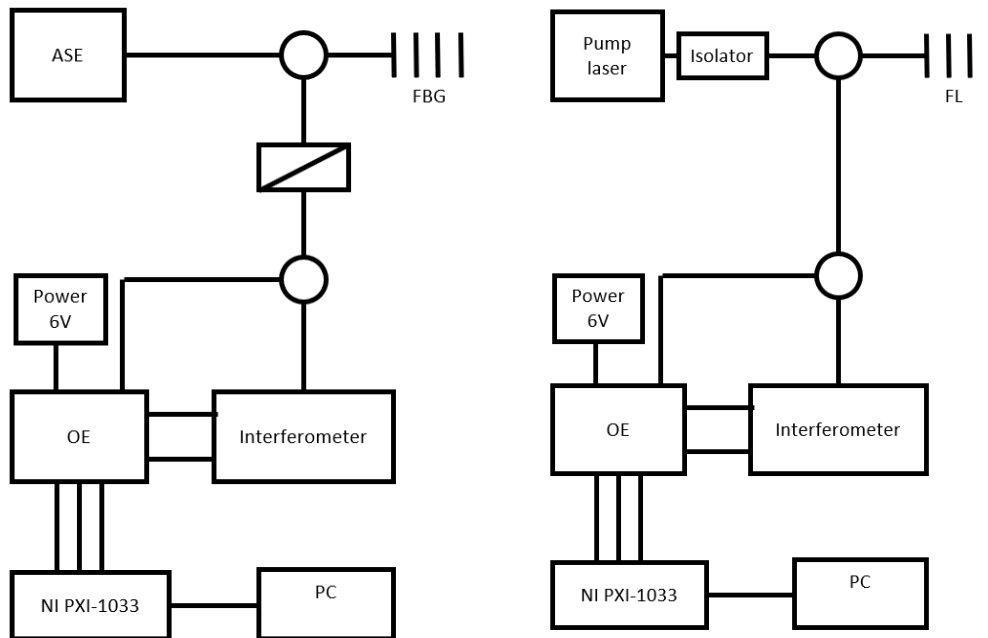 ASE
FBG
Power
6V
OE
Interferometer
NI PXI-1033
PC
Pump
laser
Isolator
FL
Power
6V
OE
Interferometer
NI PXI-1033
PC